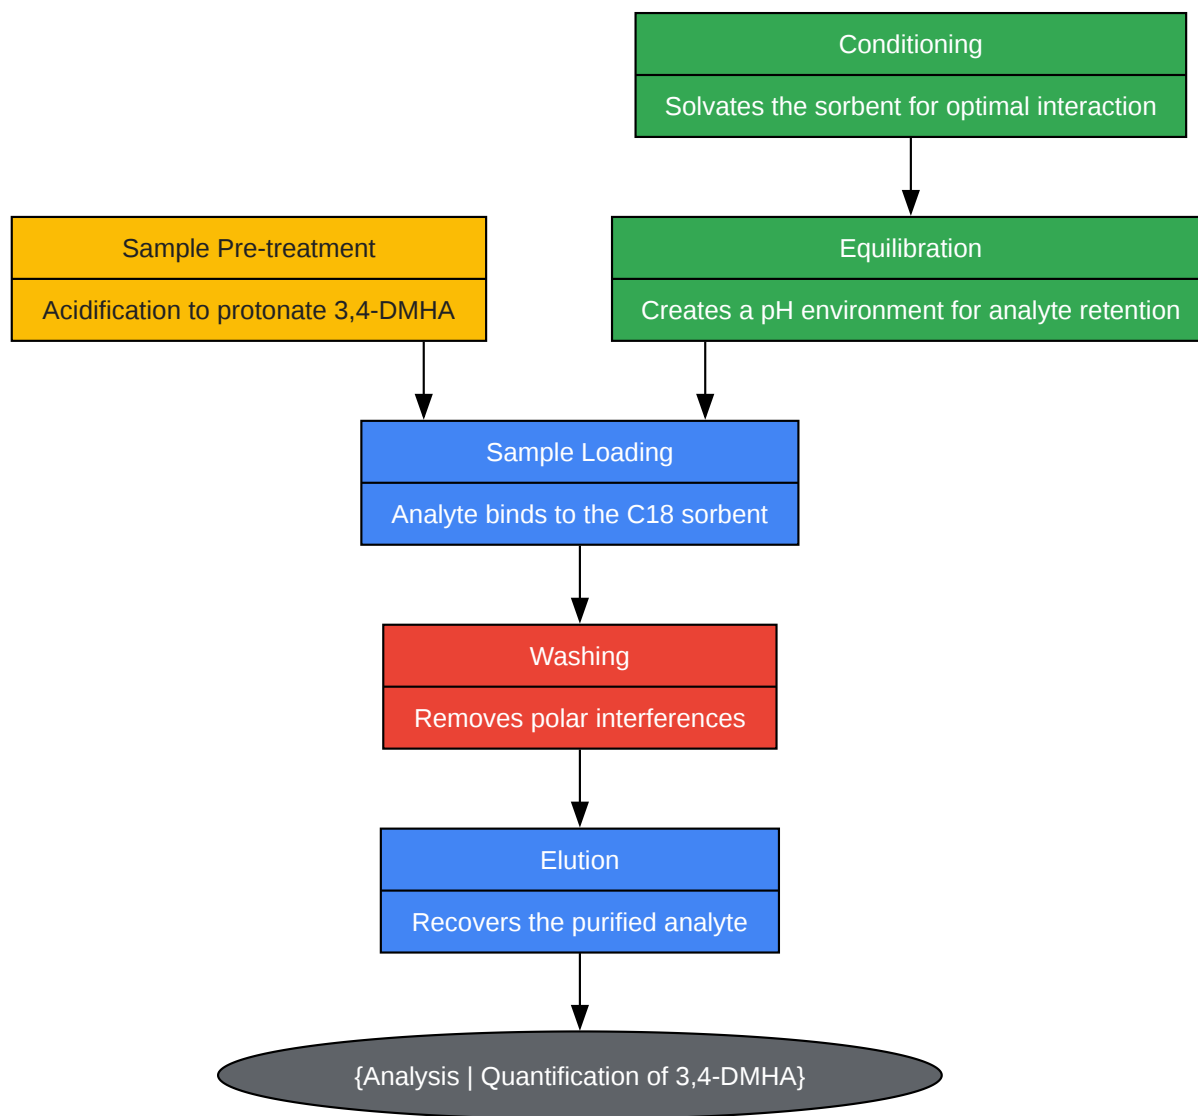 Conditioning
Solvates the sorbent for optimal interaction
Sample Pre-treatment
Acidification to protonate 3,4-DMHA
Equilibration
Creates a pH environment for analyte retention
Sample Loading
Analyte binds to the C18 sorbent
Washing
Removes polar interferences
Elution
Recovers the purified analyte
{Analysis | Quantification of 3,4-DMHA}